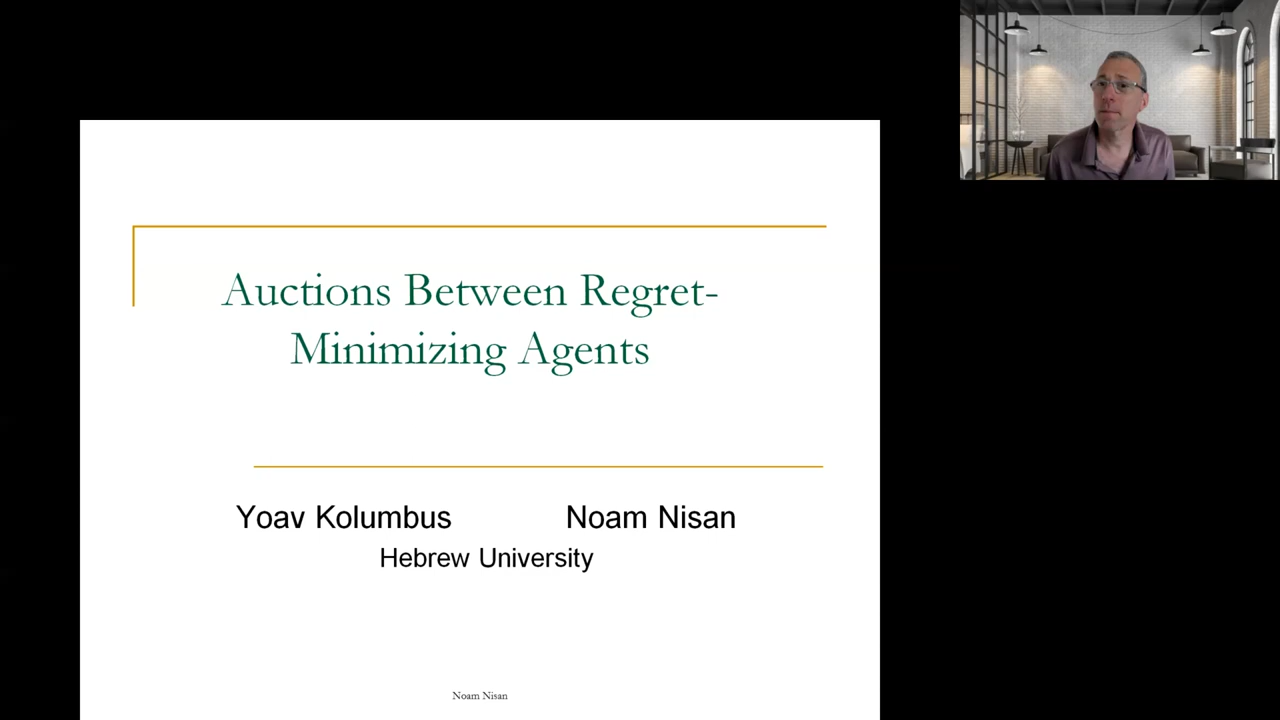 Auctions Between Regret-
Minimizing Agents
Yoav Kolumbus Noam Nisan
Hebrew University
Noam Nisan